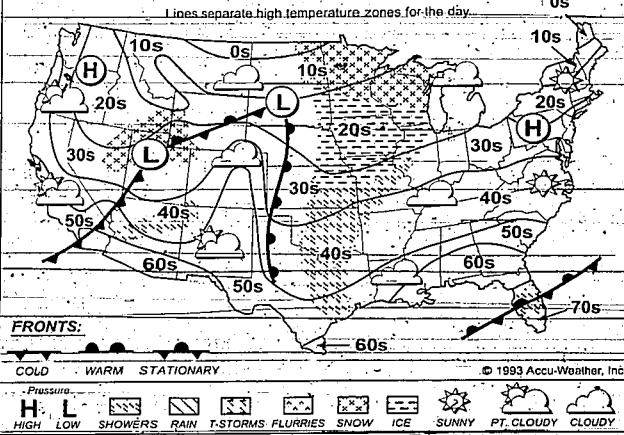 Lines separate high temperature zones for the day.
0s
10s
10s
0s
10s
H
L
20s
20s
20s
H
L
30s
30s
30s
40s
50s
40s
50s
60s
40s
60s
50s
60s
70s
60s
FRONTS:
COLD WARM STATIONARY
© 1993 Accu-Weather, Inc
Pressure
H L
HIGH LOW SHOWERS RAIN T-STORMS FLURRIES SNOW ICE SUNNY PT. CLOUDY CLOUDY